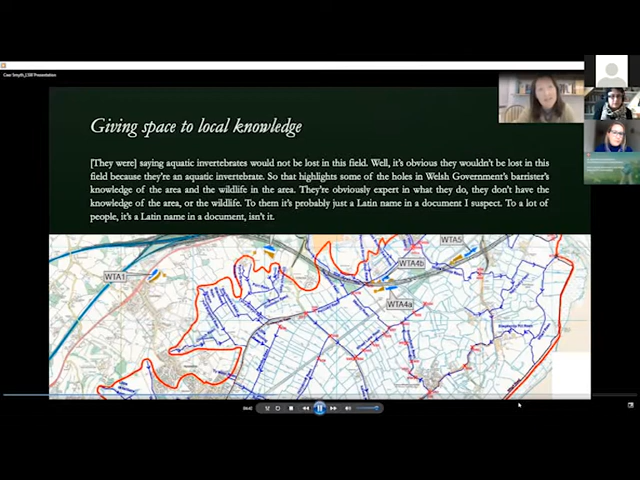 Giving space to local knowledge
[They were] saying aquatic invertebrates would not be lost in this field. Well, it's obvious they wouldn't be lost in this
field because they're an aquatic invertebrate. So that highlights some of the holes in Welsh Government's barrister's
knowledge of the area and the wildlife in the area. They're obviously expert in what they do, they don't have the
knowledge of the area, or the wildlife. To them it's probably just a Latin name in a document I suspect. To a lot of
people, it's a Latin name in a document, isn't it.
WTA5
WTA4b
WTA1
WTA4a